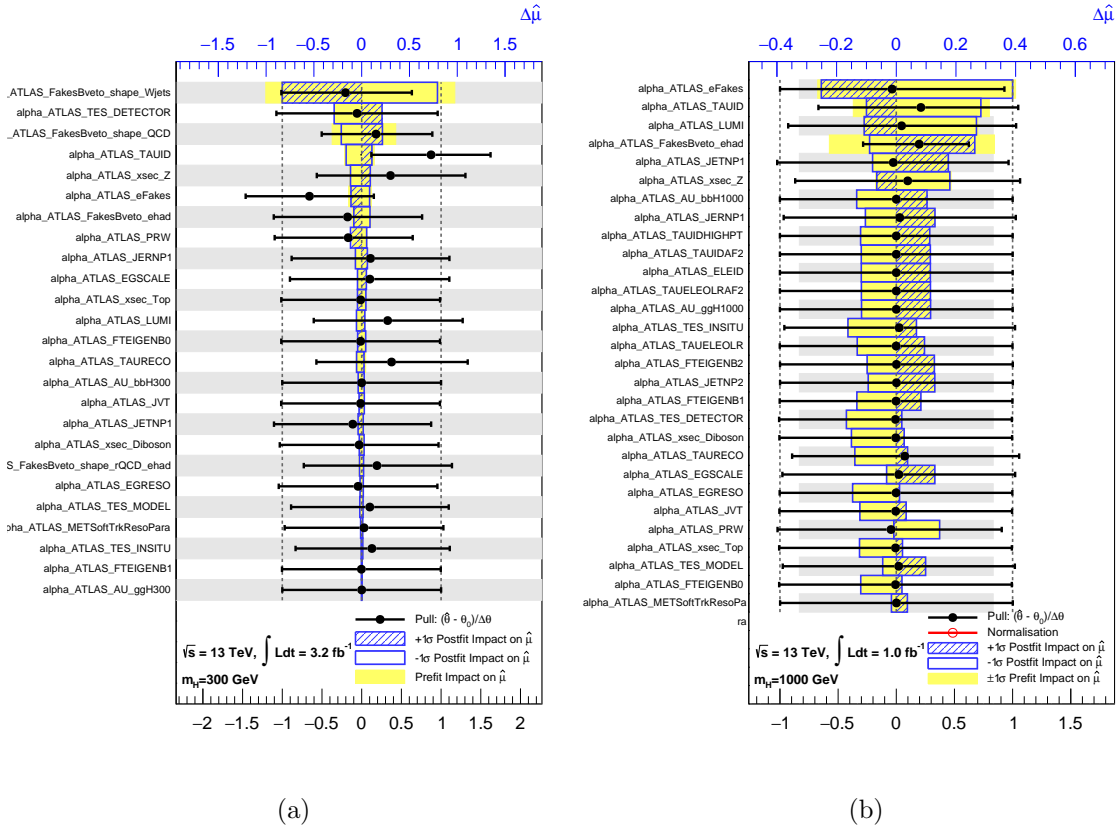 Δμ̂
−1.5 −1 −0.5 0 0.5 1 1.5
_ATLAS_FakesBveto_shape_Wjets
alpha_ATLAS_TES_DETECTOR
_ATLAS_FakesBveto_shape_QCD
alpha_ATLAS_TAUID
alpha_ATLAS_xsec_Z
alpha_ATLAS_eFakes
alpha_ATLAS_FakesBveto_ehad
alpha_ATLAS_PRW
alpha_ATLAS_JERNP1
alpha_ATLAS_EGSCALE
alpha_ATLAS_xsec_Top
alpha_ATLAS_LUMI
alpha_ATLAS_FTEIGENB0
alpha_ATLAS_TAURECO
alpha_ATLAS_AU_bbH300
alpha_ATLAS_JVT
alpha_ATLAS_JETNP1
alpha_ATLAS_xsec_Diboson
S_FakesBveto_shape_rQCD_ehad
alpha_ATLAS_EGRESO
alpha_ATLAS_TES_MODEL
pha_ATLAS_METSoftTrkResoPara
alpha_ATLAS_TES_INSITU
alpha_ATLAS_FTEIGENB1
alpha_ATLAS_AU_ggH300
Pull: (θ̂ - θ₀)/Δθ
+1σ Postfit Impact on μ̂
-1σ Postfit Impact on μ̂
Prefit Impact on μ̂
√s = 13 TeV, ∫ Ldt = 3.2 fb⁻¹
m_H=300 GeV
−2 −1.5 −1 −0.5 0 0.5 1 1.5 2
(a)
Δμ̂
−0.4 −0.2 0 0.2 0.4 0.6
alpha_ATLAS_eFakes
alpha_ATLAS_TAUID
alpha_ATLAS_LUMI
alpha_ATLAS_FakesBveto_ehad
alpha_ATLAS_JETNP1
alpha_ATLAS_xsec_Z
alpha_ATLAS_AU_bbH1000
alpha_ATLAS_JERNP1
alpha_ATLAS_TAUIDHIGHPT
alpha_ATLAS_TAUIDAF2
alpha_ATLAS_ELEID
alpha_ATLAS_TAUELEOLRAF2
alpha_ATLAS_AU_ggH1000
alpha_ATLAS_TES_INSITU
alpha_ATLAS_TAUELEOLR
alpha_ATLAS_FTEIGENB2
alpha_ATLAS_JETNP2
alpha_ATLAS_FTEIGENB1
alpha_ATLAS_TES_DETECTOR
alpha_ATLAS_xsec_Diboson
alpha_ATLAS_TAURECO
alpha_ATLAS_EGSCALE
alpha_ATLAS_EGRESO
alpha_ATLAS_JVT
alpha_ATLAS_PRW
alpha_ATLAS_xsec_Top
alpha_ATLAS_TES_MODEL
alpha_ATLAS_FTEIGENB0
alpha_ATLAS_METSoftTrkResoPa
ra
Pull: (θ̂ - θ₀)/Δθ
Normalisation
+1σ Postfit Impact on μ̂
-1σ Postfit Impact on μ̂
±1σ Prefit Impact on μ̂
√s = 13 TeV, ∫ Ldt = 1.0 fb⁻¹
m_H=1000 GeV
−1 −0.5 0 0.5 1 1.5
(b)